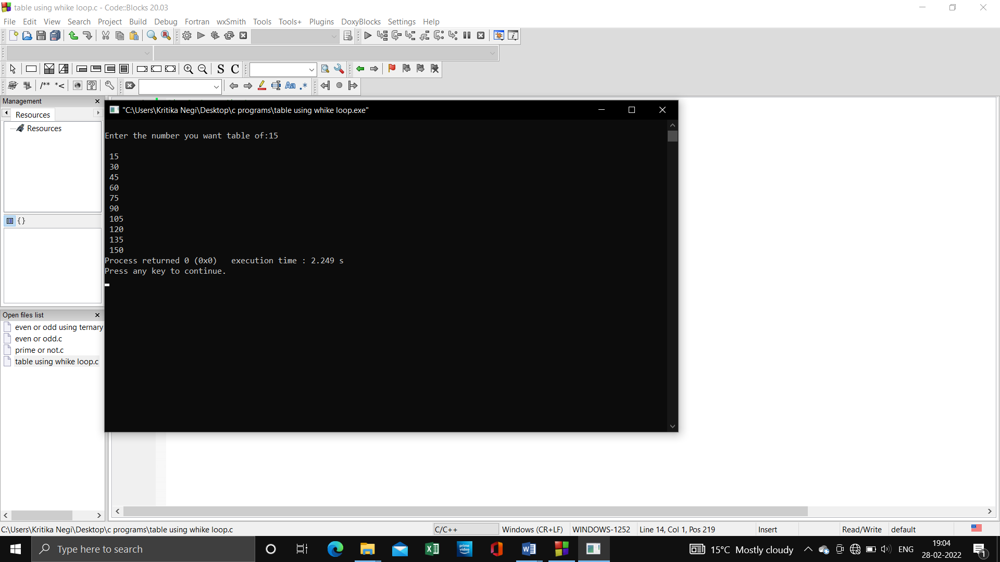 table using whike loop.c - Code::Blocks 20.03
File Edit View Search Project Build Debug Fortran wxSmith Tools Tools+ Plugins DoxyBlocks Settings Help
S C
/** *<
Aa .*
Management
Resources
Resources
{}
Open files list
even or odd using ternary
even or odd.c
prime or not.c
table using whike loop.c
"C:\Users\Kritika Negi\Desktop\c programs\table using whike loop.exe"
Enter the number you want table of:15
15
30
45
60
75
90
105
120
135
150
Process returned 0 (0x0) execution time : 2.249 s
Press any key to continue.
C:\Users\Kritika Negi\Desktop\c programs\table using whike loop.c C/C++ Windows (CR+LF) WINDOWS-1252 Line 14, Col 1, Pos 219 Insert Read/Write default
Type here to search
prime video
15°C Mostly cloudy
ENG
19:04
28-02-2022
1